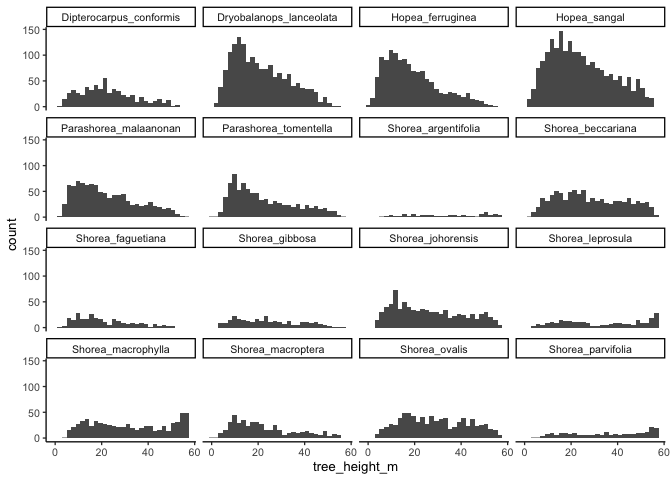 Dipterocarpus_conformis Dryobalanops_lanceolata Hopea_ferruginea Hopea_sangal
150
100
50
0
Parashorea_malaanonan Parashorea_tomentella Shorea_argentifolia Shorea_beccariana
150
100
50
0
count
Shorea_faguetiana Shorea_gibbosa Shorea_johorensis Shorea_leprosula
150
100
50
0
Shorea_macrophylla Shorea_macroptera Shorea_ovalis Shorea_parvifolia
150
100
50
0
0 20 40 60 0 20 40 60 0 20 40 60 0 20 40 60
tree_height_m